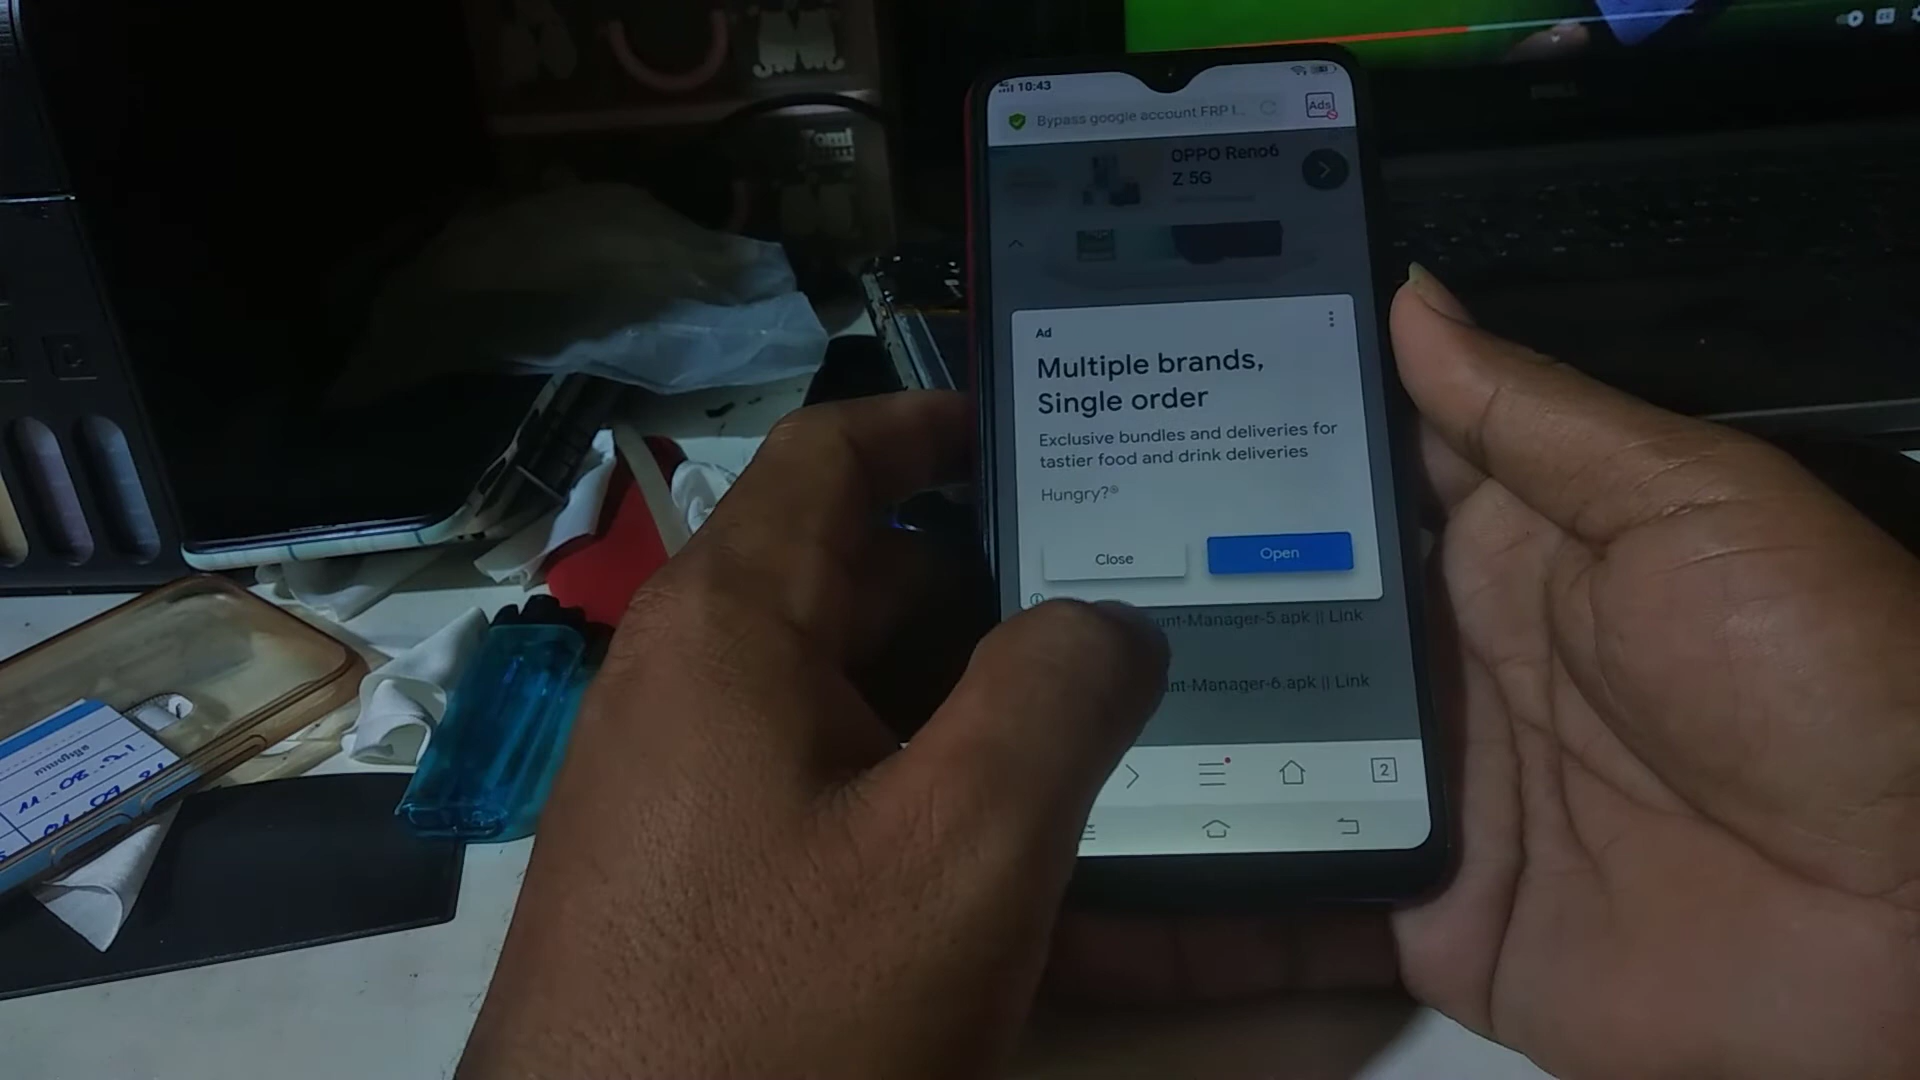 10:43
Bypass google account FRP l...
Ads
OPPO Reno6
Z 5G
Ad
Multiple brands,
Single order
Exclusive bundles and deliveries for
tastier food and drink deliveries
Hungry?®
Close
Open
unt-Manager-5.apk || Link
nt-Manager-6.apk || Link
2
DELL